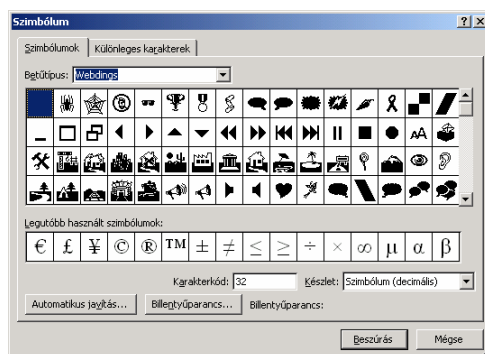 Szimbólum
Szimbólumok Különleges karakterek
Betűtípus: Webdings
AA
Legutóbb használt szimbólumok:
€ £ ¥ © ® TM ± ≠ ≤ ≥ ÷ × ∞ µ α β
Karakterkód: 32 Készlet: Szimbólum (decimális)
Automatikus javítás... Billentyűparancs... Billentyűparancs:
Beszúrás Mégse